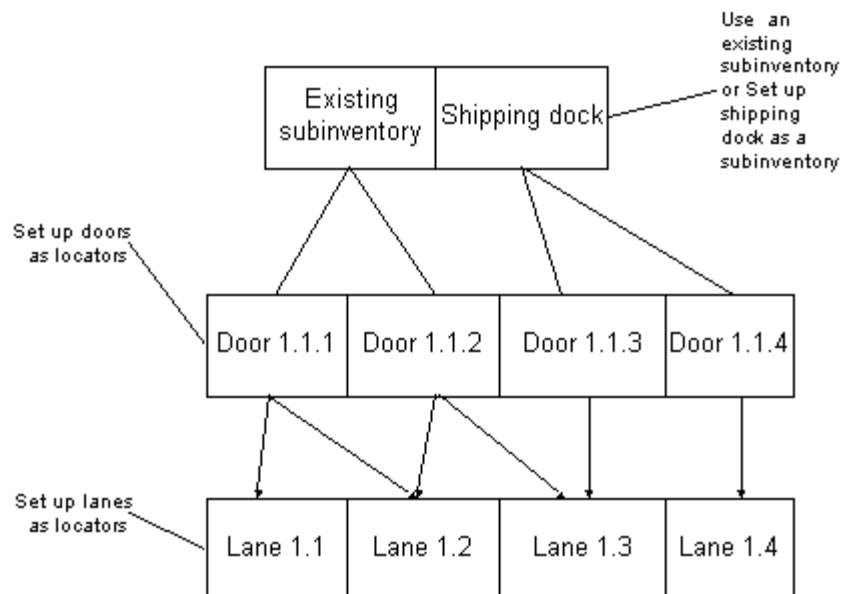 Use an
existing
subinventory
or Set up
shipping
dock as a
subinventory
Existing
subinventory
Shipping dock
Set up doors
as locators
Door 1.1.1
Door 1.1.2
Door 1.1.3
Door 1.1.4
Set up lanes
as locators
Lane 1.1
Lane 1.2
Lane 1.3
Lane 1.4